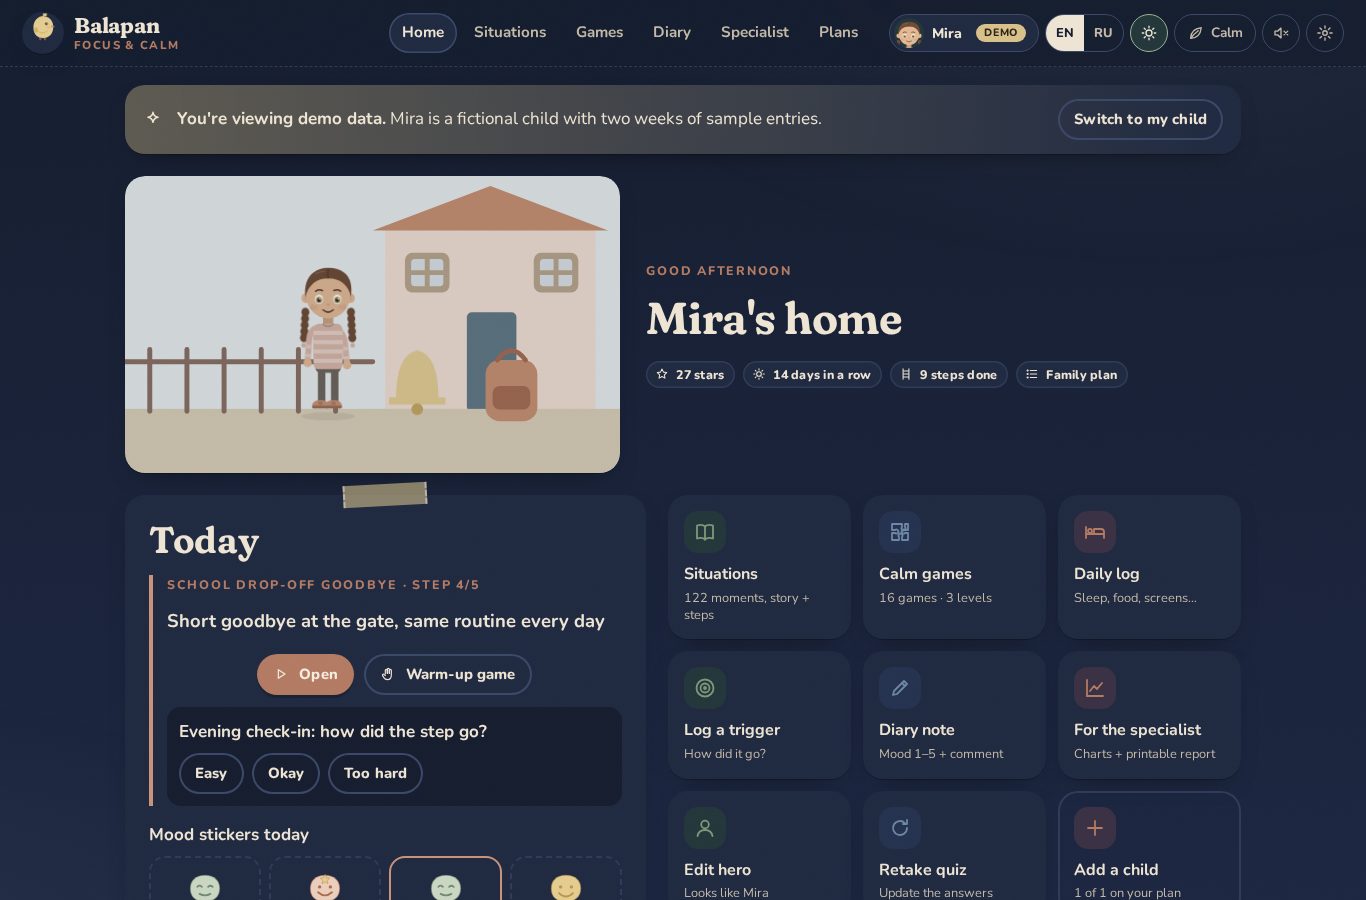 Balapan
FOCUS & CALM
Home
Situations
Games
Diary
Specialist
Plans
Mira
DEMO
EN
RU
Calm
You're viewing demo data. Mira is a fictional child with two weeks of sample entries.
Switch to my child
GOOD AFTERNOON
Mira's home
27 stars
14 days in a row
9 steps done
Family plan
Today
SCHOOL DROP-OFF GOODBYE · STEP 4/5
Short goodbye at the gate, same routine every day
Open
Warm-up game
Evening check-in: how did the step go?
Easy
Okay
Too hard
Mood stickers today
Situations
122 moments, story +
steps
Calm games
16 games · 3 levels
Daily log
Sleep, food, screens...
Log a trigger
How did it go?
Diary note
Mood 1–5 + comment
For the specialist
Charts + printable report
Edit hero
Looks like Mira
Retake quiz
Update the answers
Add a child
1 of 1 on your plan